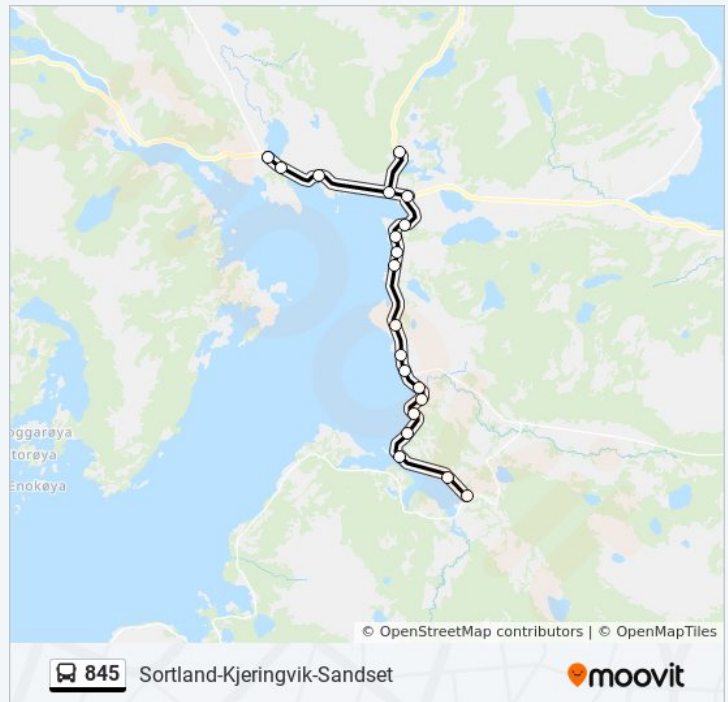 oggarøya
torøya
Enokøya
© OpenStreetMap contributors | © OpenMapTiles
845 Sortland-Kjeringvik-Sandset
moovit